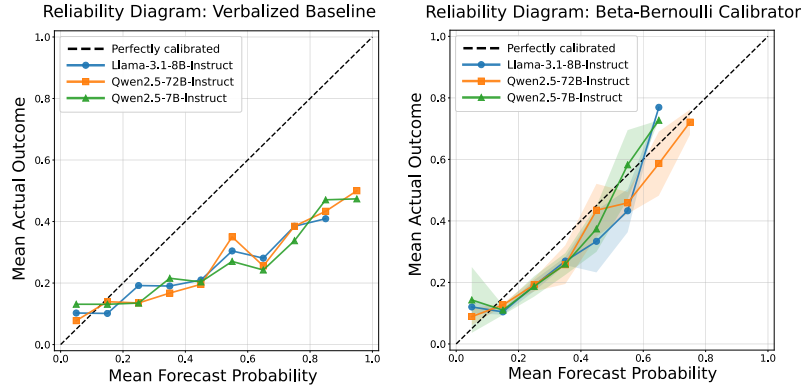 Reliability Diagram: Verbalized Baseline
1.0
0.8
0.6
0.4
0.2
0.0
Mean Actual Outcome
Perfectly calibrated
Llama-3.1-8B-Instruct
Qwen2.5-72B-Instruct
Qwen2.5-7B-Instruct
0.0 0.2 0.4 0.6 0.8 1.0
Mean Forecast Probability
Reliability Diagram: Beta-Bernoulli Calibrator
1.0
0.8
0.6
0.4
0.2
0.0
Mean Actual Outcome
Perfectly calibrated
Llama-3.1-8B-Instruct
Qwen2.5-72B-Instruct
Qwen2.5-7B-Instruct
0.0 0.2 0.4 0.6 0.8 1.0
Mean Forecast Probability